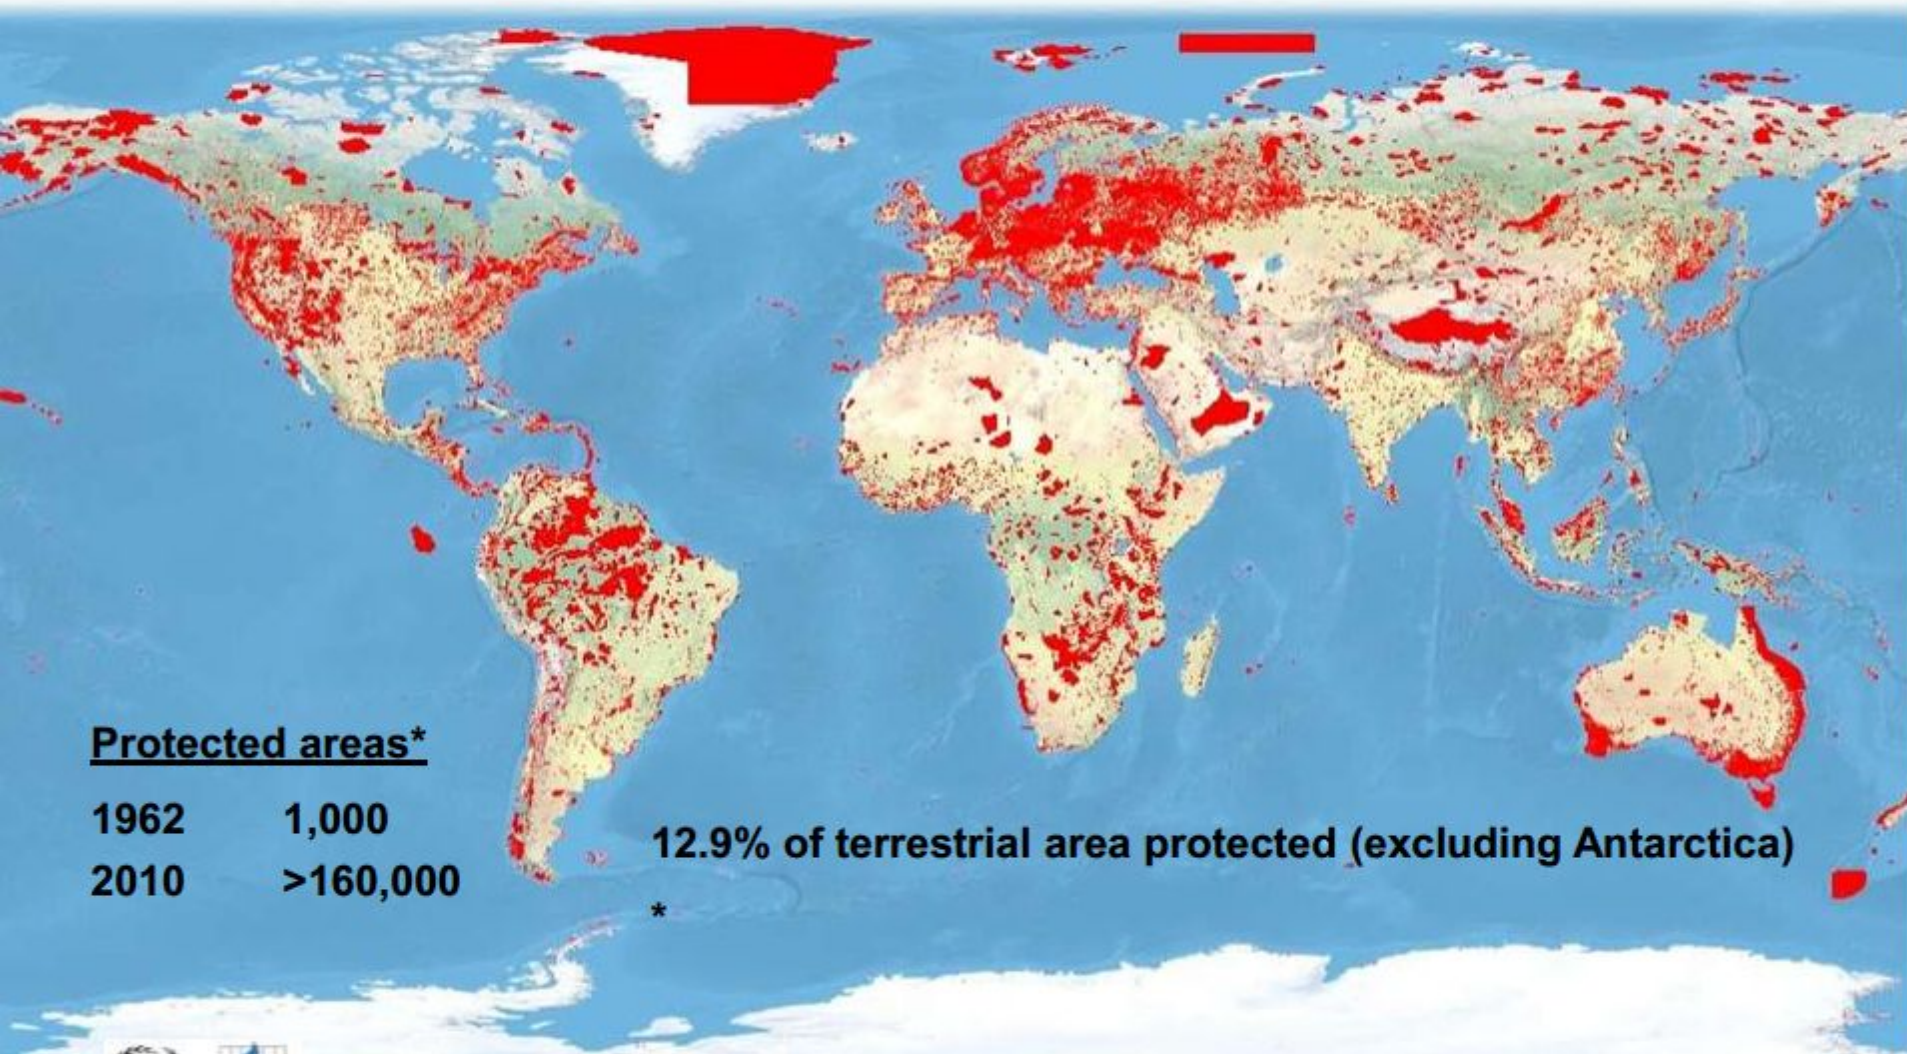 Protected areas*
1962 1,000
2010 >160,000
12.9% of terrestrial area protected (excluding Antarctica)
*